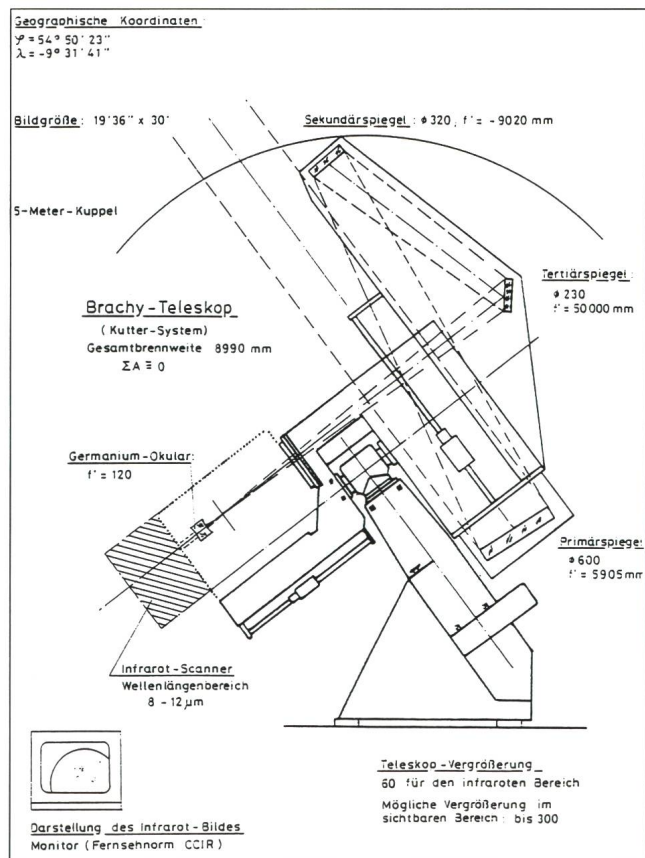 Geographische Koordinaten:
φ = 54° 50' 23"
λ = -9° 31' 41"
Bildgröße: 19'36" x 30'
Sekundärspiegel: ⌀ 320, f' = - 9020 mm
5-Meter-Kuppel
Tertiärspiegel:
⌀ 230
f' = 50 000 mm
Brachy-Teleskop
(Kutter-System)
Gesamtbrennweite 8990 mm
ΣA ≡ 0
Germanium-Okular:
f' = 120
Primärspiegel
⌀ 600
f' = 5905 mm
Infrarot-Scanner
Wellenlängenbereich
8 - 12 µm
Teleskop-Vergrößerung
60 für den infraroten Bereich
Mögliche Vergrößerung im
sichtbaren Bereich: bis 300
Darstellung des Infrarot-Bildes
Monitor (Fernsehnorm CCIR)